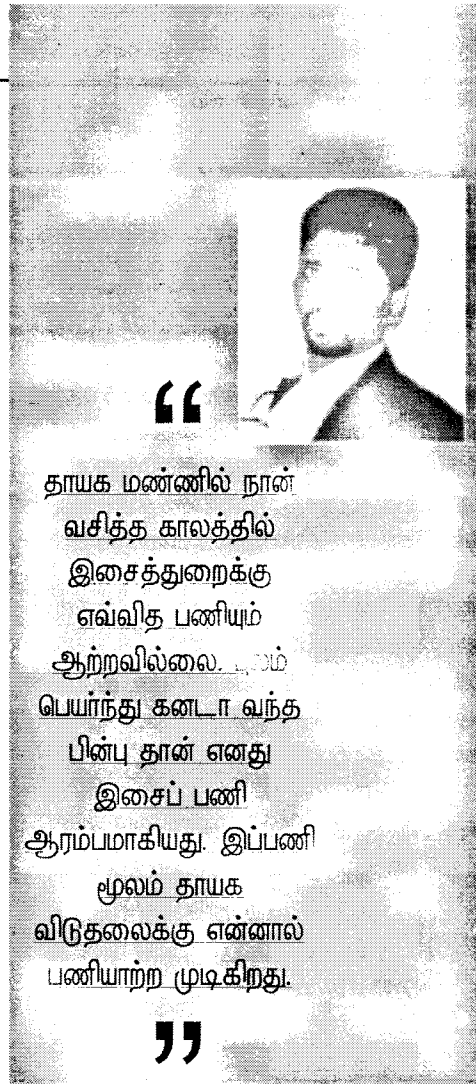 “
தாயக மண்ணில் நான்
வசித்த காலத்தில்
இசைத்துறைக்கு
எவ்வித பணியும்
ஆற்றவில்லை.
பெயர்ந்து கனடா வந்த
பின்பு தான் எனது
இசைப் பணி
ஆரம்பமாகியது. இப்பணி
மூலம் தாயக
விடுதலைக்கு என்னால்
பணியாற்ற முடிகிறது.
”